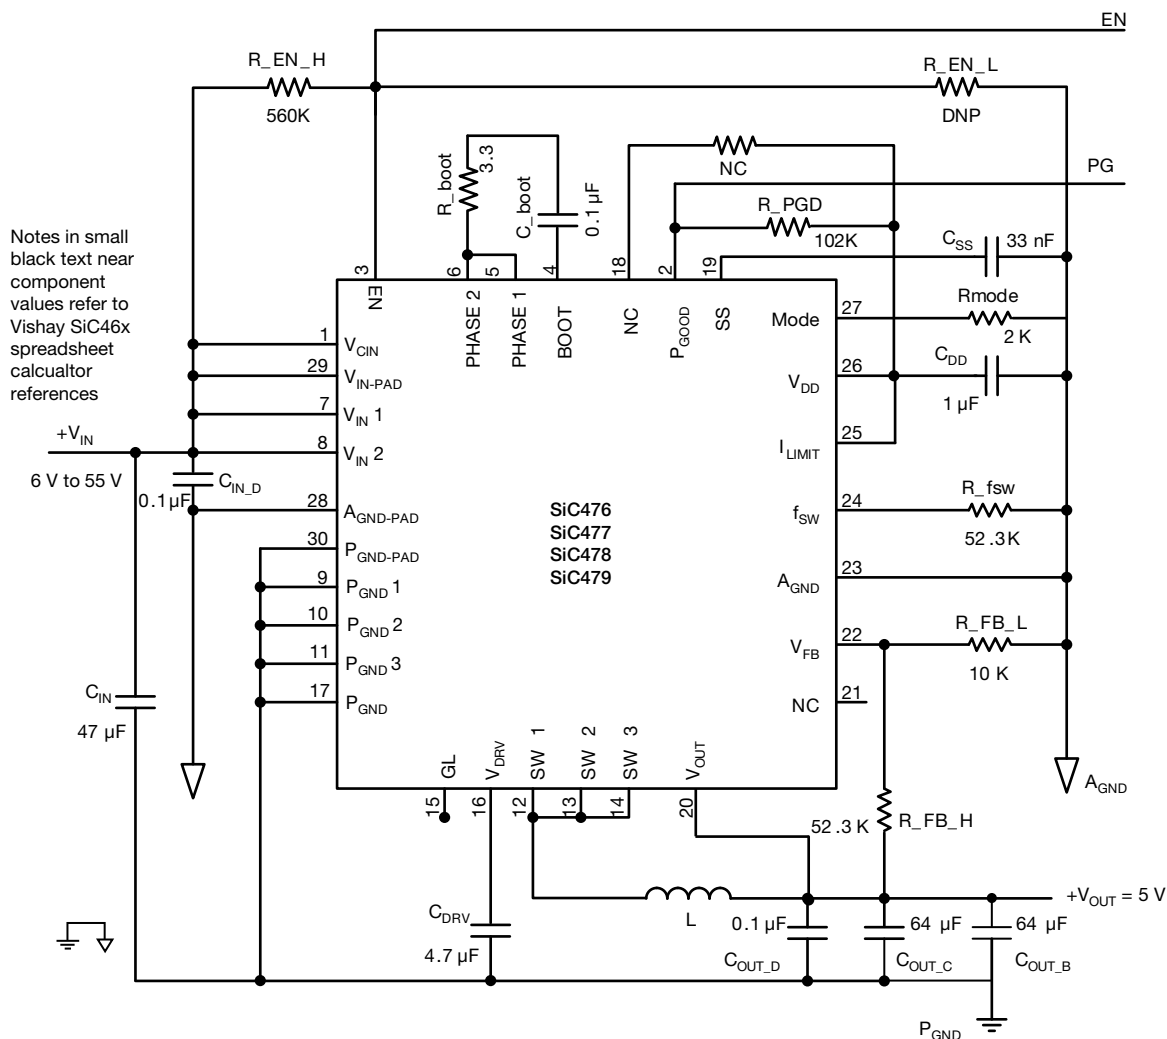 EN
R_EN_H
560K
R_EN_L
DNP
R_boot
3.3
C_boot
0.1 µF
NC
PG
R_PGD
102K
C_SS
33 nF
Notes in small
black text near
component
values refer to
Vishay SiC46x
spreadsheet
calcualtor
references
3
6
5
4
18
2
19
EN
PHASE 2
PHASE 1
BOOT
NC
P_GOOD
SS
1
V_CIN
29
V_IN-PAD
7
V_IN 1
8
V_IN 2
28
A_GND-PAD
30
P_GND-PAD
9
P_GND 1
10
P_GND 2
11
P_GND 3
17
P_GND
+V_IN
6 V to 55 V
C_IN_D
0.1 µF
C_IN
47 µF
SiC476
SiC477
SiC478
SiC479
Mode
27
Rmode
2 K
V_DD
26
C_DD
1 µF
I_LIMIT
25
f_SW
24
R_fsw
52.3K
A_GND
23
V_FB
22
R_FB_L
10 K
NC
21
A_GND
GL
V_DRV
SW 1
SW 2
SW 3
V_OUT
15
16
12
13
14
20
52.3 K
R_FB_H
L
+V_OUT = 5 V
C_DRV
4.7 µF
0.1 µF
C_OUT_D
64 µF
C_OUT_C
64 µF
C_OUT_B
P_GND